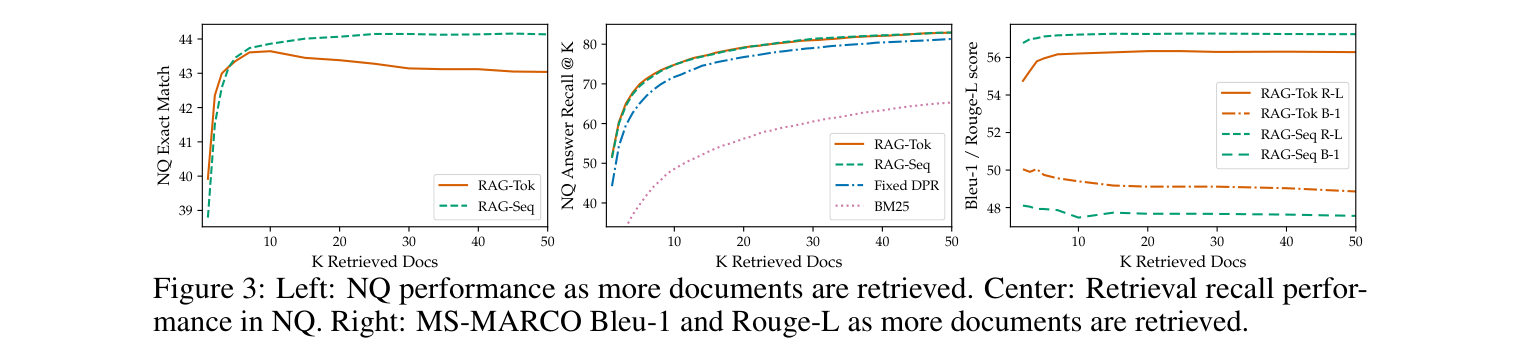 NQ Exact Match
44
43
42
41
40
39
10 20 30 40 50
K Retrieved Docs
RAG-Tok
RAG-Seq
NQ Answer Recall @ K
80
70
60
50
40
10 20 30 40 50
K Retrieved Docs
RAG-Tok
RAG-Seq
Fixed DPR
BM25
Bleu-1 / Rouge-L score
56
54
52
50
48
10 20 30 40 50
K Retrieved Docs
RAG-Tok R-L
RAG-Tok B-1
RAG-Seq R-L
RAG-Seq B-1
Figure 3: Left: NQ performance as more documents are retrieved. Center: Retrieval recall perfor-
mance in NQ. Right: MS-MARCO Bleu-1 and Rouge-L as more documents are retrieved.